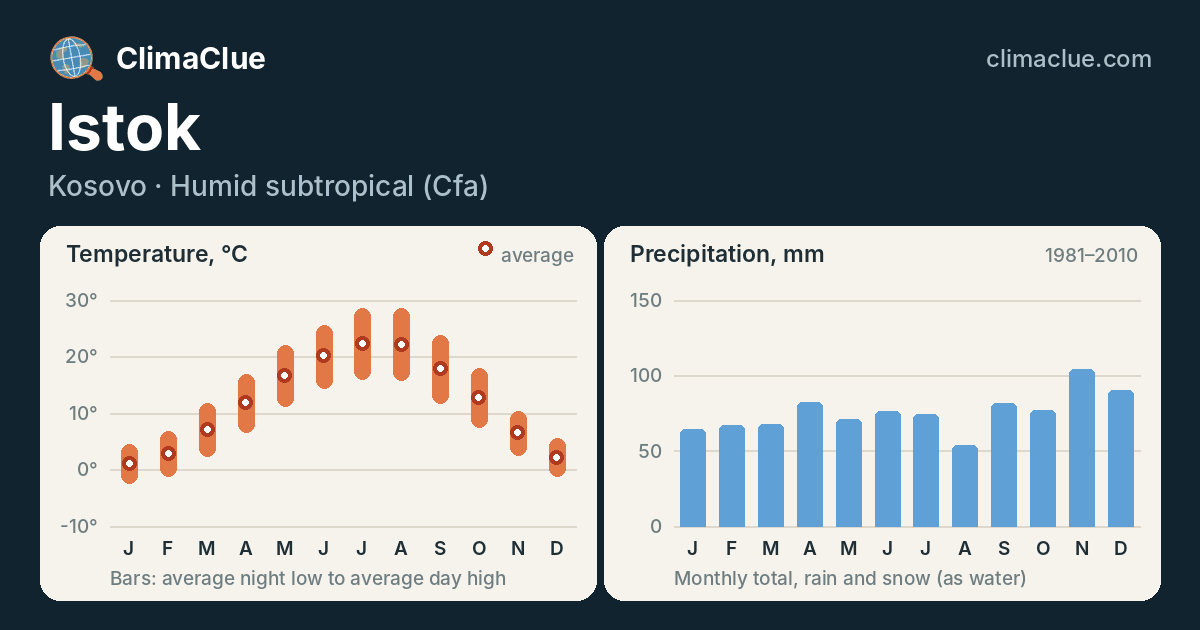 ClimaClue
climaclue.com
Istok
Kosovo · Humid subtropical (Cfa)
Temperature, °C
average
30°
20°
10°
0°
-10°
J F M A M J J A S O N D
Bars: average night low to average day high
Precipitation, mm
1981–2010
150
100
50
0
J F M A M J J A S O N D
Monthly total, rain and snow (as water)